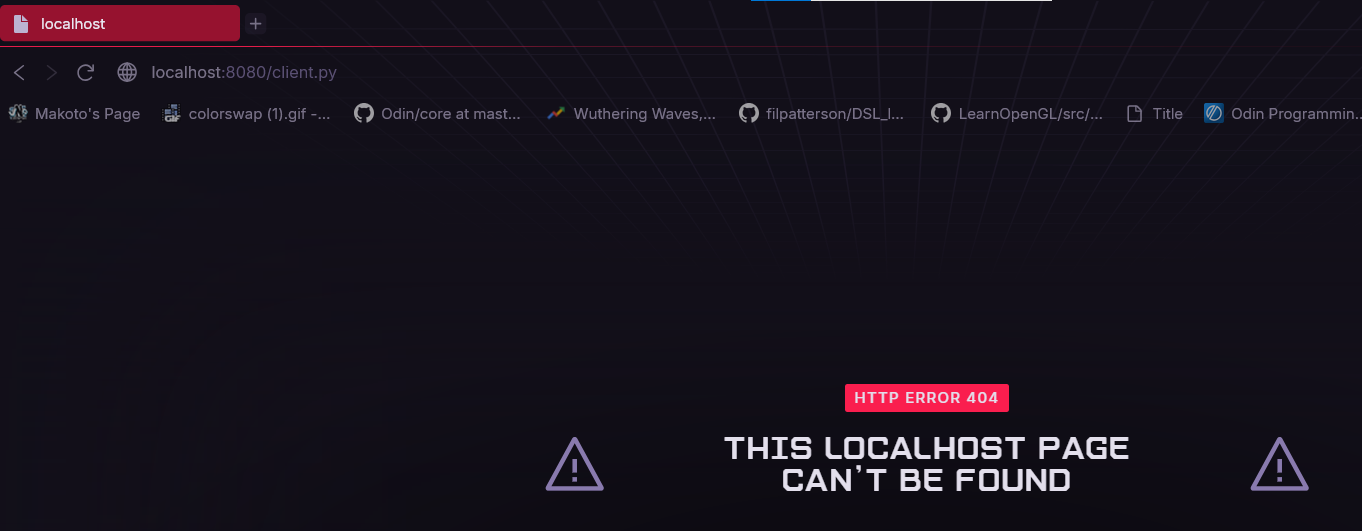 localhost
localhost:8080/client.py
Makoto's Page colorswap (1).gif -... Odin/core at mast... Wuthering Waves,... filpatterson/DSL_l... LearnOpenGL/src/... Title Odin Programmin...
HTTP ERROR 404
THIS LOCALHOST PAGE
CAN'T BE FOUND